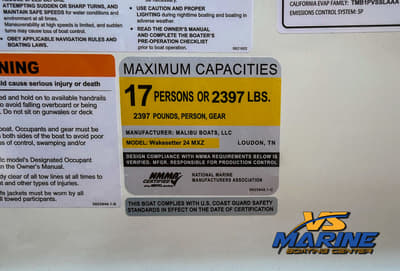 ATTEMPTING SUDDEN OR SHARP TURNS, AND
MAINTAIN SAFE SPEEDS FOR WATER
conditions and environment at all times.
Maneuverability at high speeds is limited, and sudden
turns may cause loss of boat control.
• OBEY APPLICABLE NAVIGATION RULES AND
BOATING LAWS.
• USE CAUTION AND PROPER
LIGHTING during nighttime boating and in
adverse weather.
• READ THE OWNER'S MANUAL
AND COMPLETE THE BOATER'S
PRE-OPERATION CHECKLIST
prior to boat operation.
CALIFORNIA EVAP FAMILY:
EMISSIONS CONTROL SYSTEM: SP
NING
ld cause serious injury or death
ed and hold on to available handrails
to avoid falling overboard or being
. Do not sit on gunwales or deck
oat. Occupants and gear must be
both sides of the boat to avoid poor
of control, swamping and/or
fic model's Designated Occupant
n the Owner's Manual.
dy clear of all tow lines at all times to
t and other types of injuries.
life jackets must be worn by all
cupants.
MAXIMUM CAPACITIES
17 PERSONS OR 2397 LBS.
2397 POUNDS, PERSON, GEAR
MANUFACTURER: MALIBU BOATS, LLC
MODEL: Wakesetter 24 MXZ LOUDON, TN
DESIGN COMPLIANCE WITH NMMA REQUIREMENTS BELOW IS
VERIFIED. MFGR. RESPONSIBLE FOR PRODUCTION CONTROL
NMMA
CERTIFIED
NATIONAL MARINE
MANUFACTURERS ASSOCIATION
THIS BOAT COMPLIES WITH U.S. COAST GUARD SAFETY
STANDARDS IN EFFECT ON THE DATE OF CERTIFICATION
VS
MARINE
BOATING CENTER